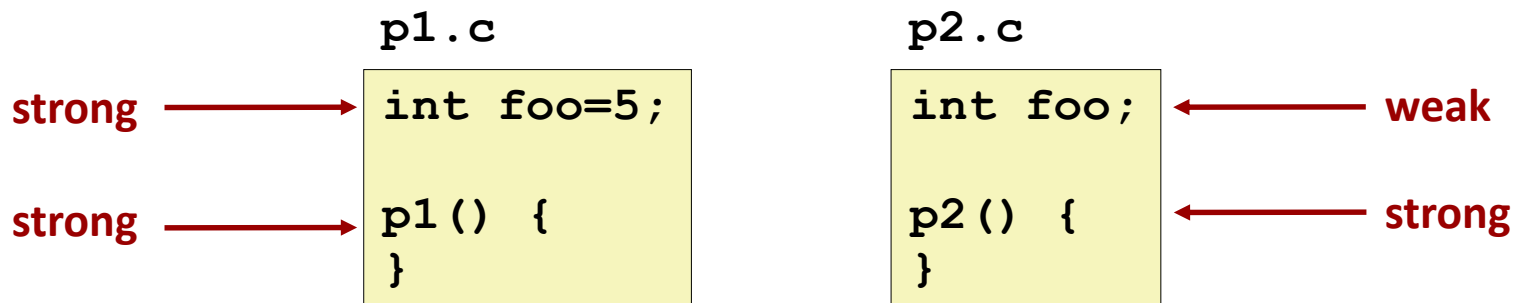 p1.c
p2.c
strong
int foo=5;
int foo;
weak
strong
p1() {
p2() {
strong
}
}